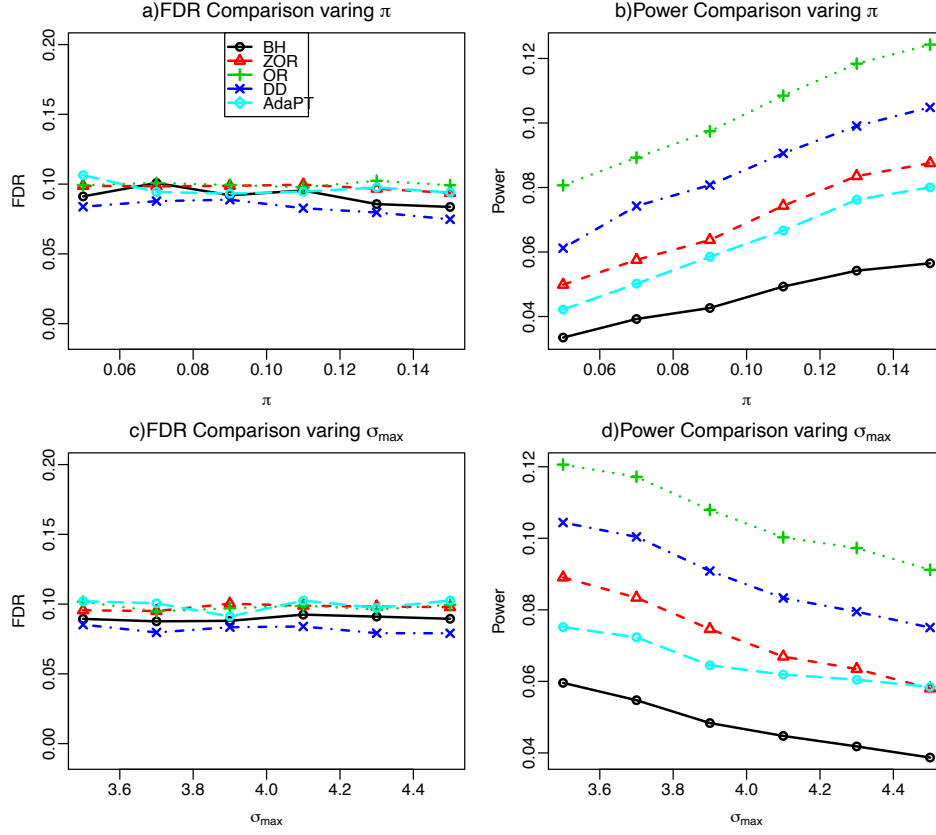 a)FDR Comparison varing π
FDR
0.00 0.05 0.10 0.15 0.20
BH
ZOR
OR
DD
AdaPT
0.06 0.08 0.10 0.12 0.14
π
b)Power Comparison varing π
Power
0.04 0.06 0.08 0.10 0.12
0.06 0.08 0.10 0.12 0.14
π
c)FDR Comparison varing σmax
FDR
0.00 0.05 0.10 0.15 0.20
3.6 3.8 4.0 4.2 4.4
σmax
d)Power Comparison varing σmax
Power
0.04 0.06 0.08 0.10 0.12
3.6 3.8 4.0 4.2 4.4
σmax